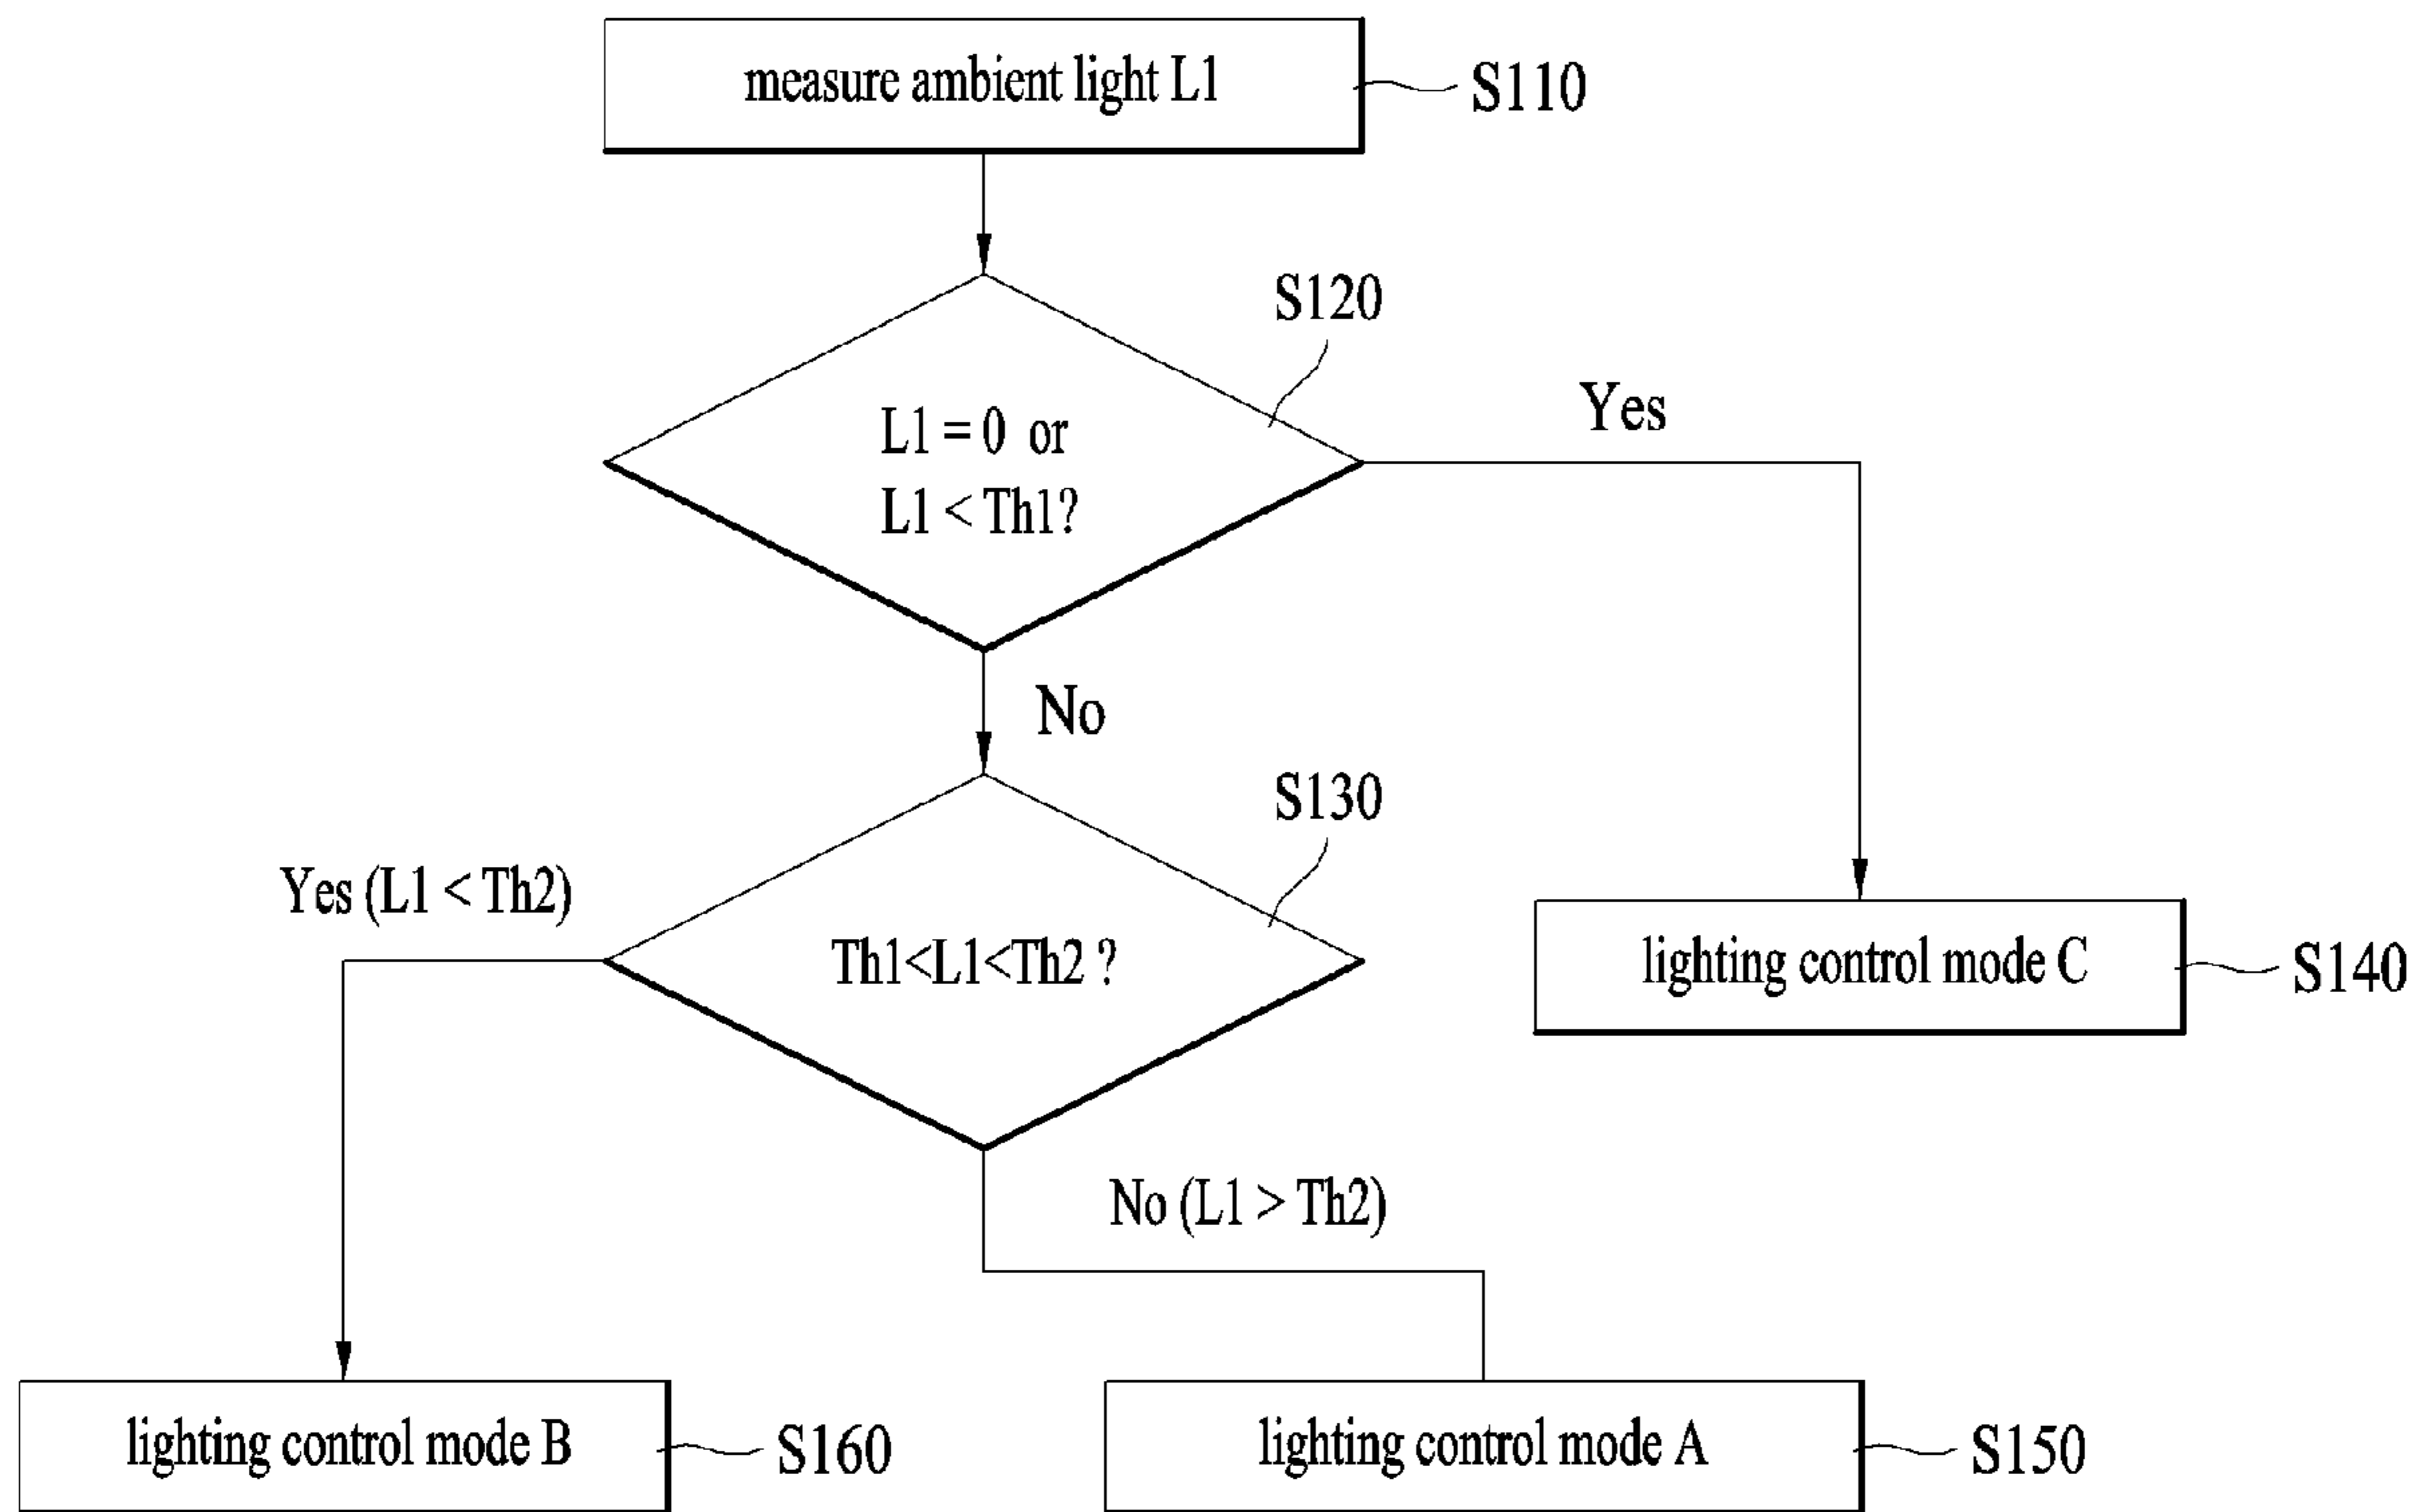 measure ambient light L1
S110
S120
L1 = 0 or
L1 < Th1?
Yes
No
S130
Yes (L1 < Th2)
Th1<L1<Th2 ?
lighting control mode C
S140
No (L1 > Th2)
lighting control mode B
S160
lighting control mode A
S150